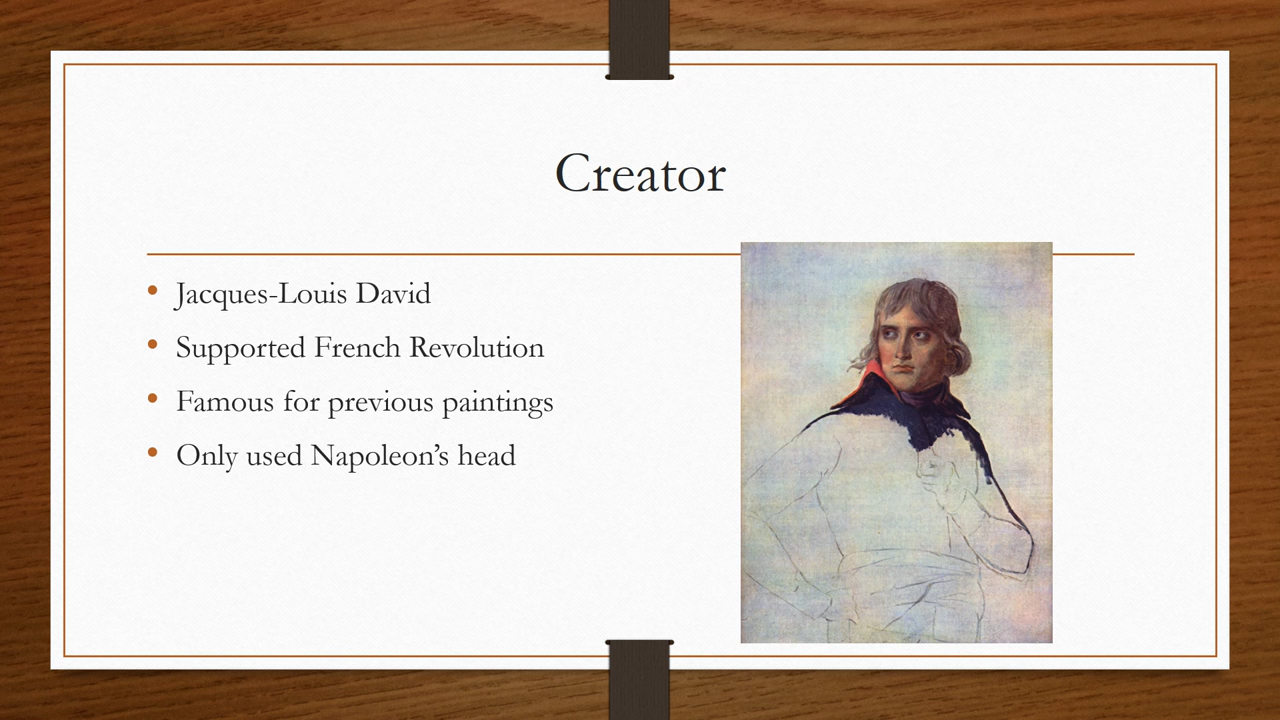 Creator
• Jacques-Louis David
• Supported French Revolution
• Famous for previous paintings
• Only used Napoleon’s head